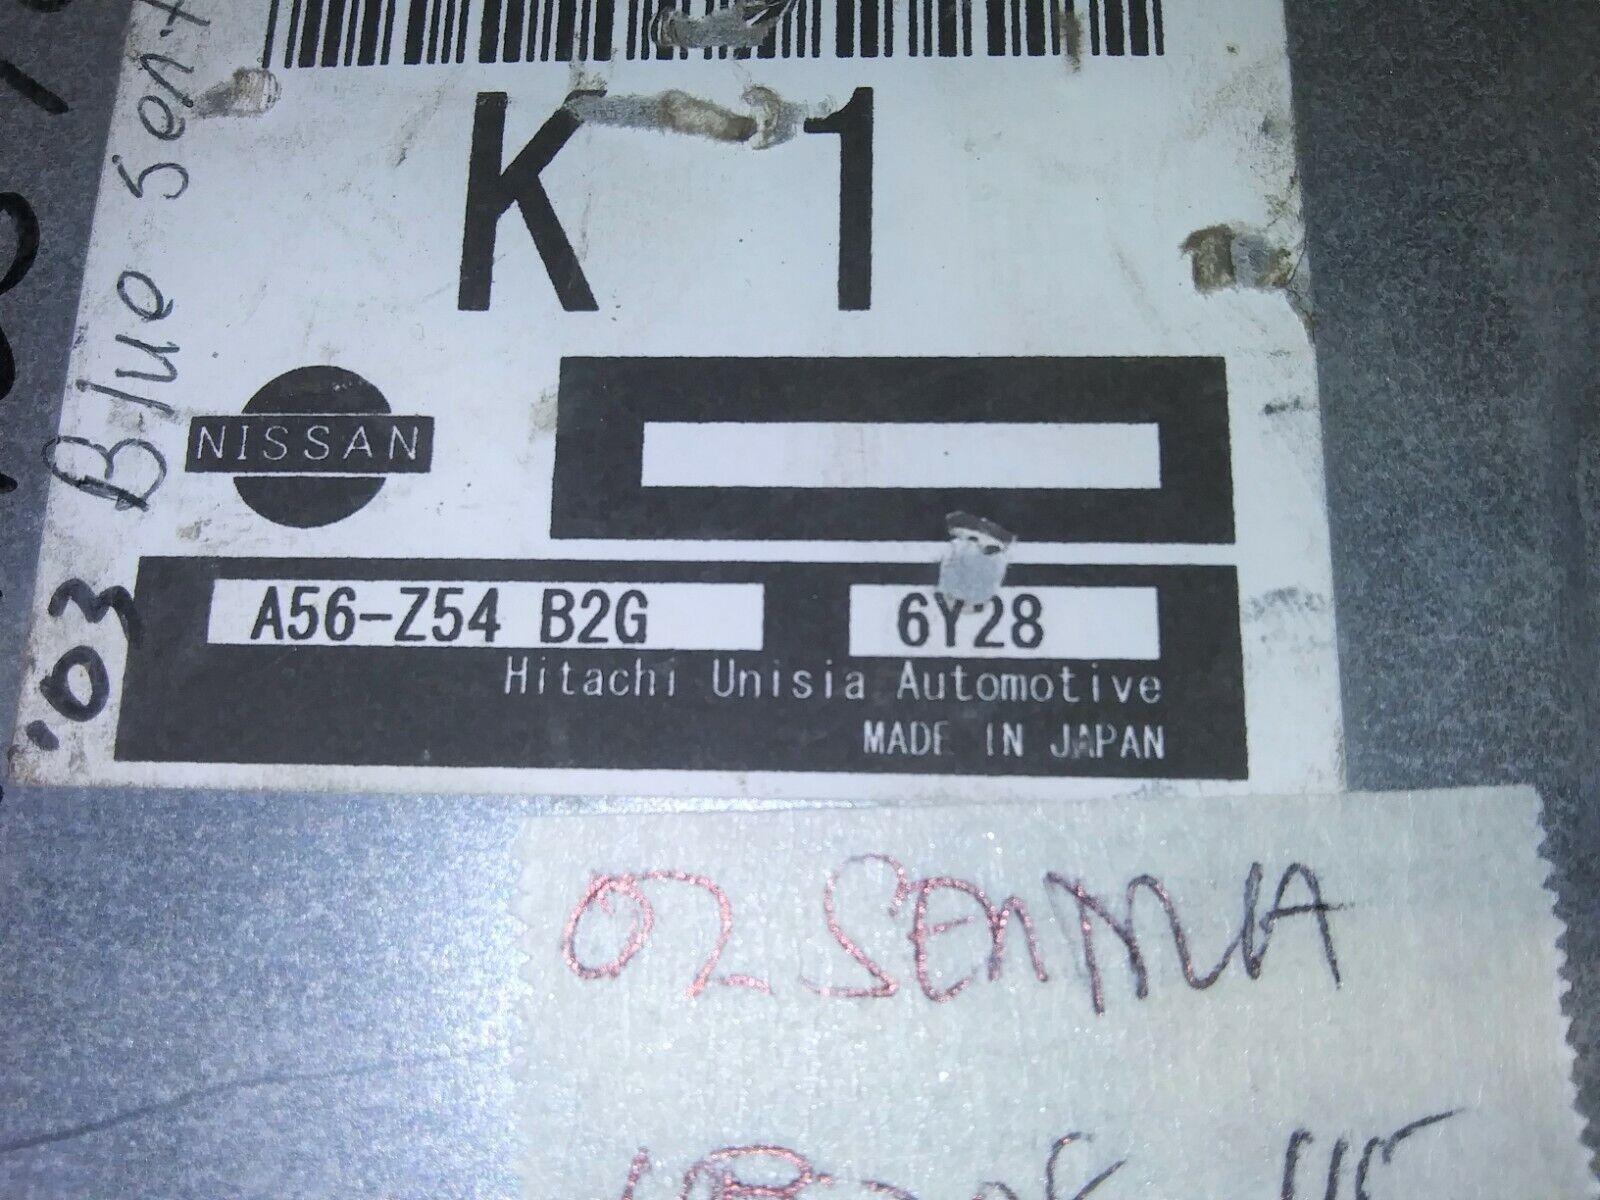 K 1
NISSAN
A56-Z54 B2G
6Y28
Hitachi Unisia Automotive
MADE IN JAPAN
'03 Blue Sent
02 SENTRA